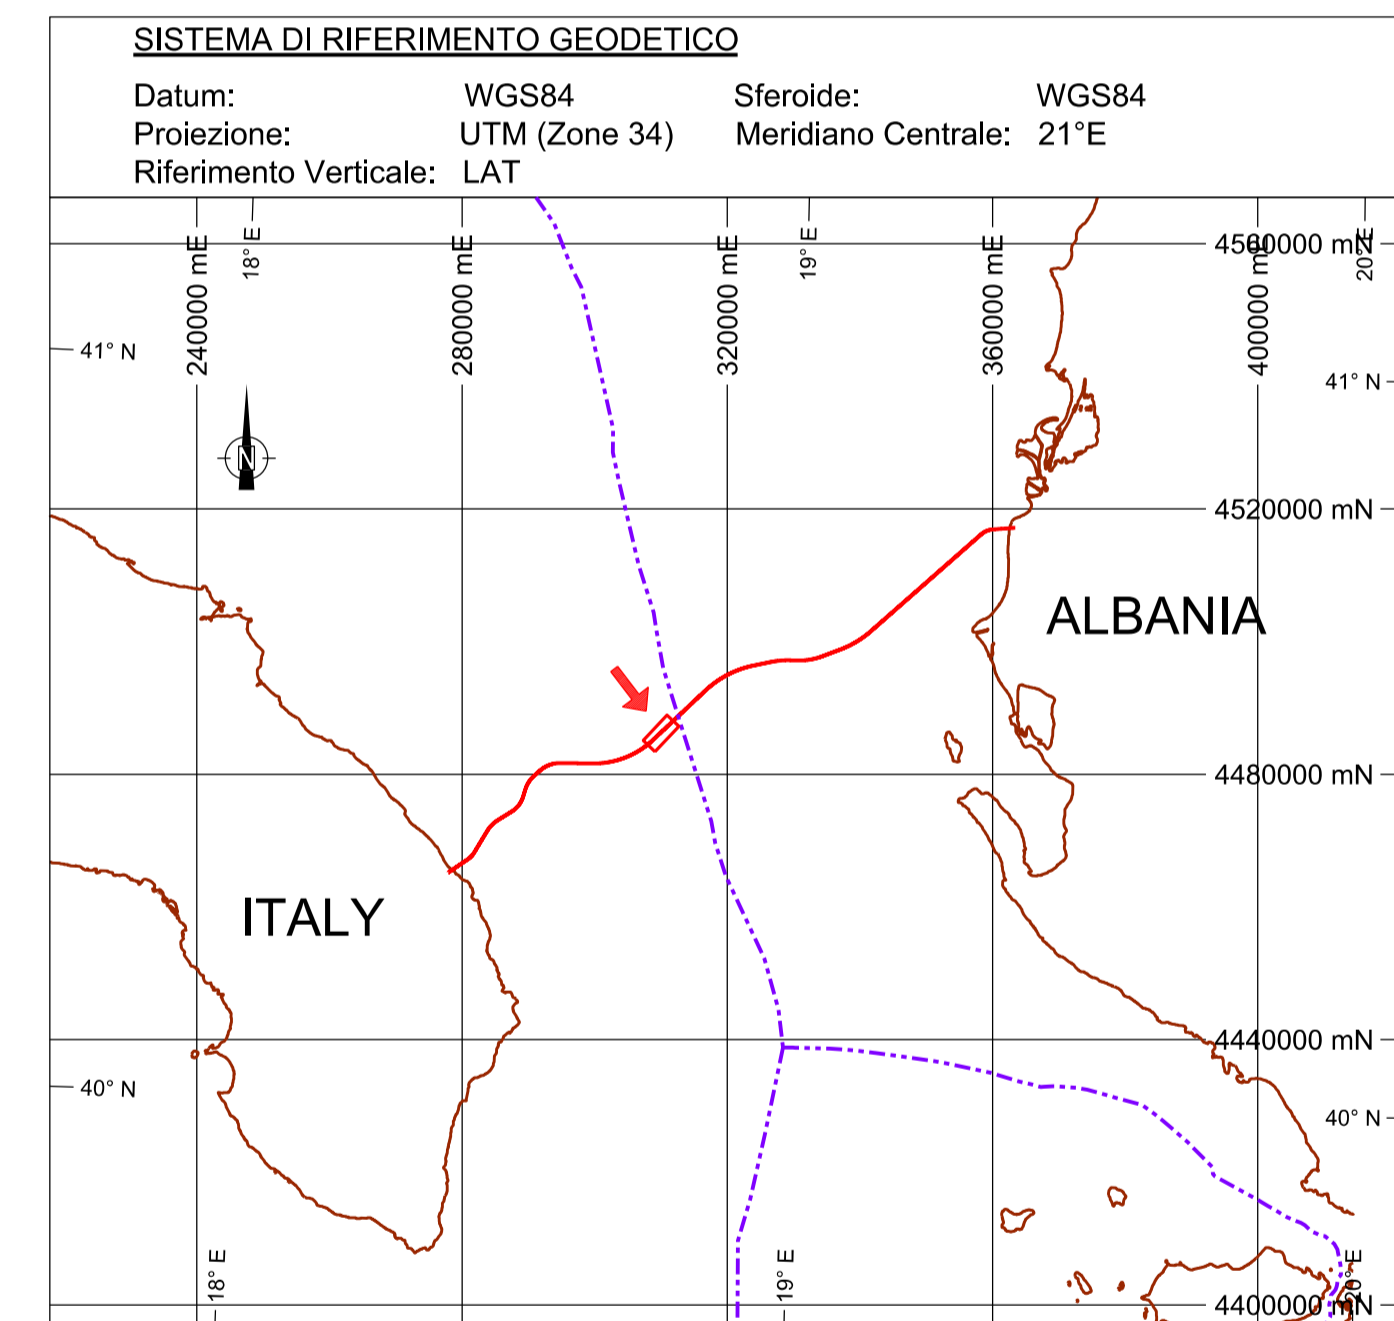 SISTEMA DI RIFERIMENTO GEODETICO
Datum: WGS84 Sferoide: WGS84
Proiezione: UTM (Zone 34) Meridiano Centrale: 21°E
Riferimento Verticale: LAT
240000 mE
18° E
280000 mE
320000 mE
19° E
360000 mE
400000 mE
20° E
4560000 mN
41° N
41° N
N
4520000 mN
ALBANIA
4480000 mN
ITALY
4440000 mN
40° N
40° N
18° E
19° E
20° E
4400000 mN